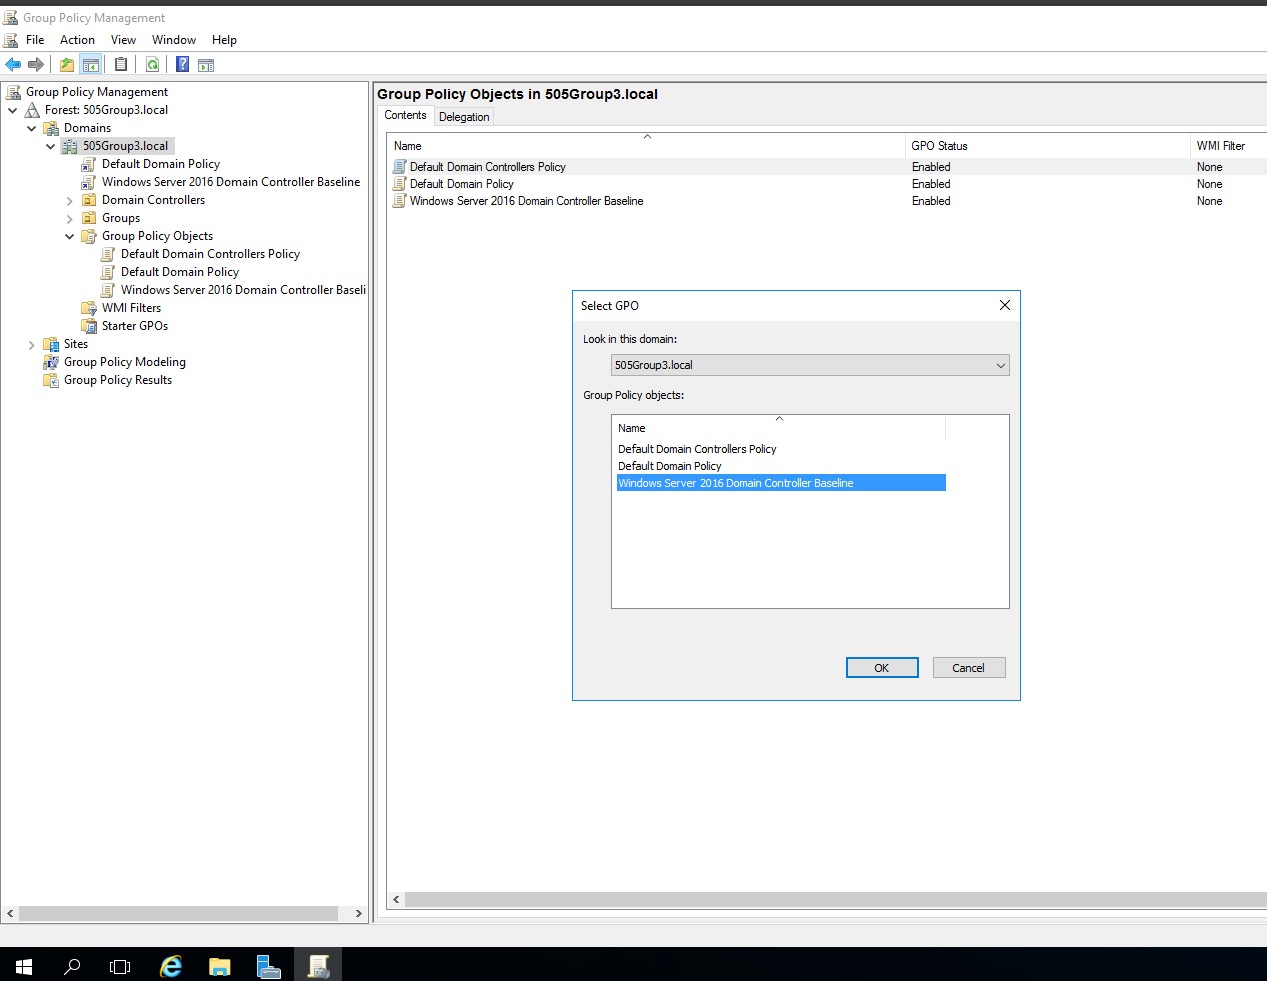 Group Policy Management
File Action View Window Help
Group Policy Management
Forest: 505Group3.local
Domains
505Group3.local
Default Domain Policy
Windows Server 2016 Domain Controller Baseline
Domain Controllers
Groups
Group Policy Objects
Default Domain Controllers Policy
Default Domain Policy
Windows Server 2016 Domain Controller Baseli
WMI Filters
Starter GPOs
Sites
Group Policy Modeling
Group Policy Results
Group Policy Objects in 505Group3.local
Contents Delegation
Name GPO Status WMI Filter
Default Domain Controllers Policy Enabled None
Default Domain Policy Enabled None
Windows Server 2016 Domain Controller Baseline Enabled None
Select GPO
Look in this domain:
505Group3.local
Group Policy objects:
Name
Default Domain Controllers Policy
Default Domain Policy
Windows Server 2016 Domain Controller Baseline
OK Cancel